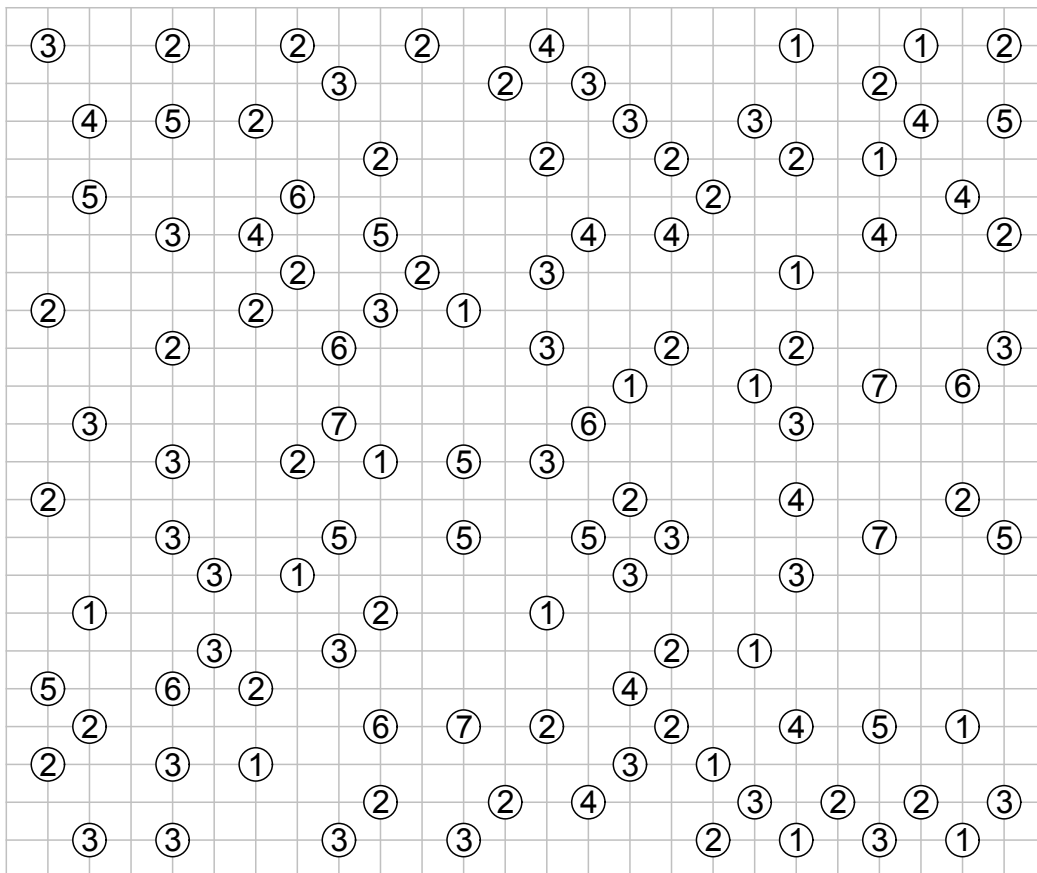 3 2 2 2 4 1 1 2
3 2 3 2
4 5 2 3 3 4 5
2 2 2 2 1
5 6 2 4
3 4 5 4 4 4 2
2 2 3 1
2 2 3 1
2 6 3 2 2 3
1 1 7 6
3 7 6 3
3 2 1 5 3
2 2 4 2
3 5 5 5 3 7 5
3 1 3 3
1 2 1
3 3 2 1
5 6 2 4
2 6 7 2 2 4 5 1
2 3 1 3 1
2 2 4 3 2 2 3
3 3 3 3 2 1 3 1